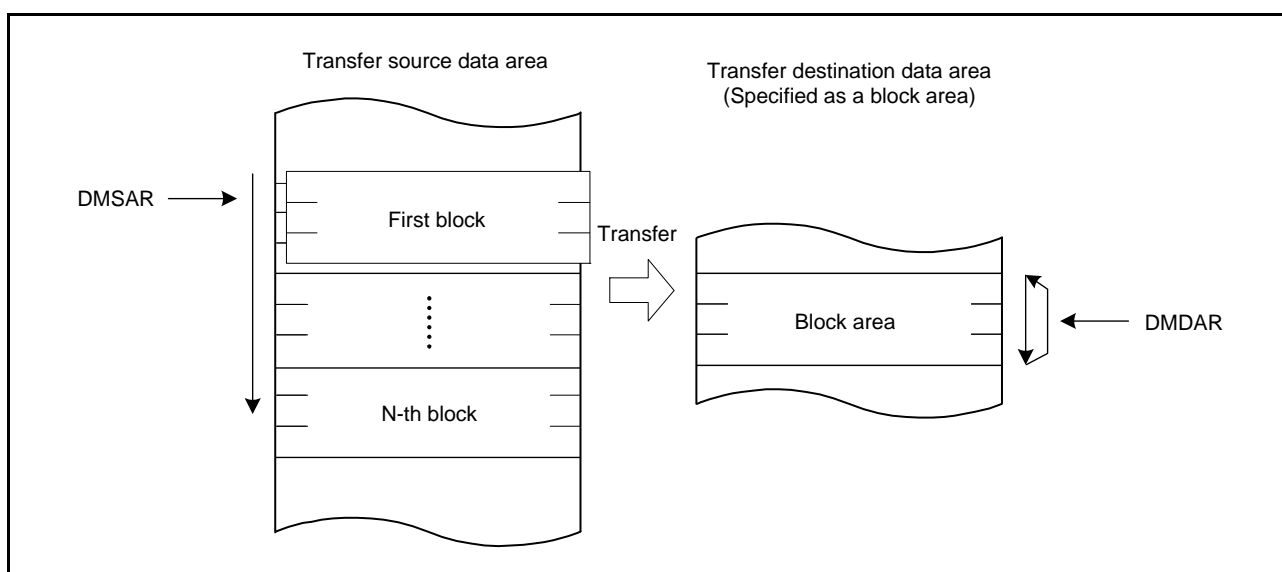 Transfer source data area
Transfer destination data area
(Specified as a block area)
DMSAR
First block
Transfer
Block area
DMDAR
N-th block